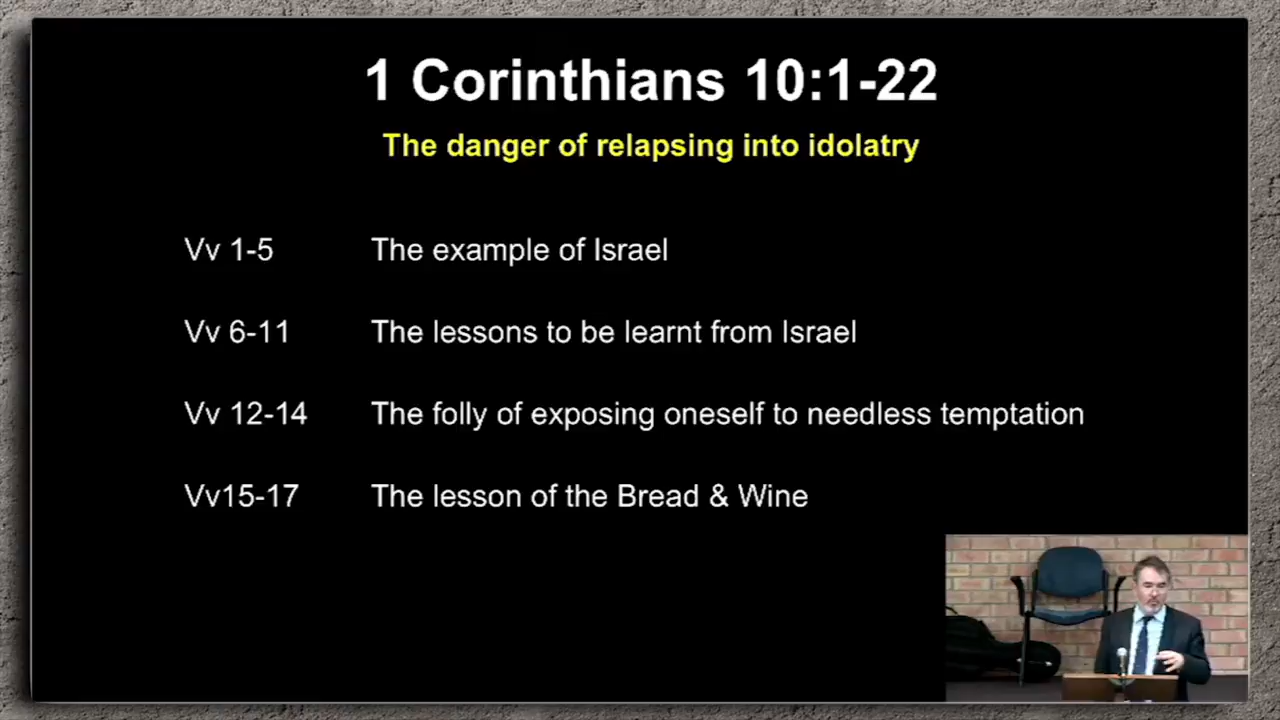 1 Corinthians 10:1-22
The danger of relapsing into idolatry
Vv 1-5 The example of Israel
Vv 6-11 The lessons to be learnt from Israel
Vv 12-14 The folly of exposing oneself to needless temptation
Vv15-17 The lesson of the Bread & Wine